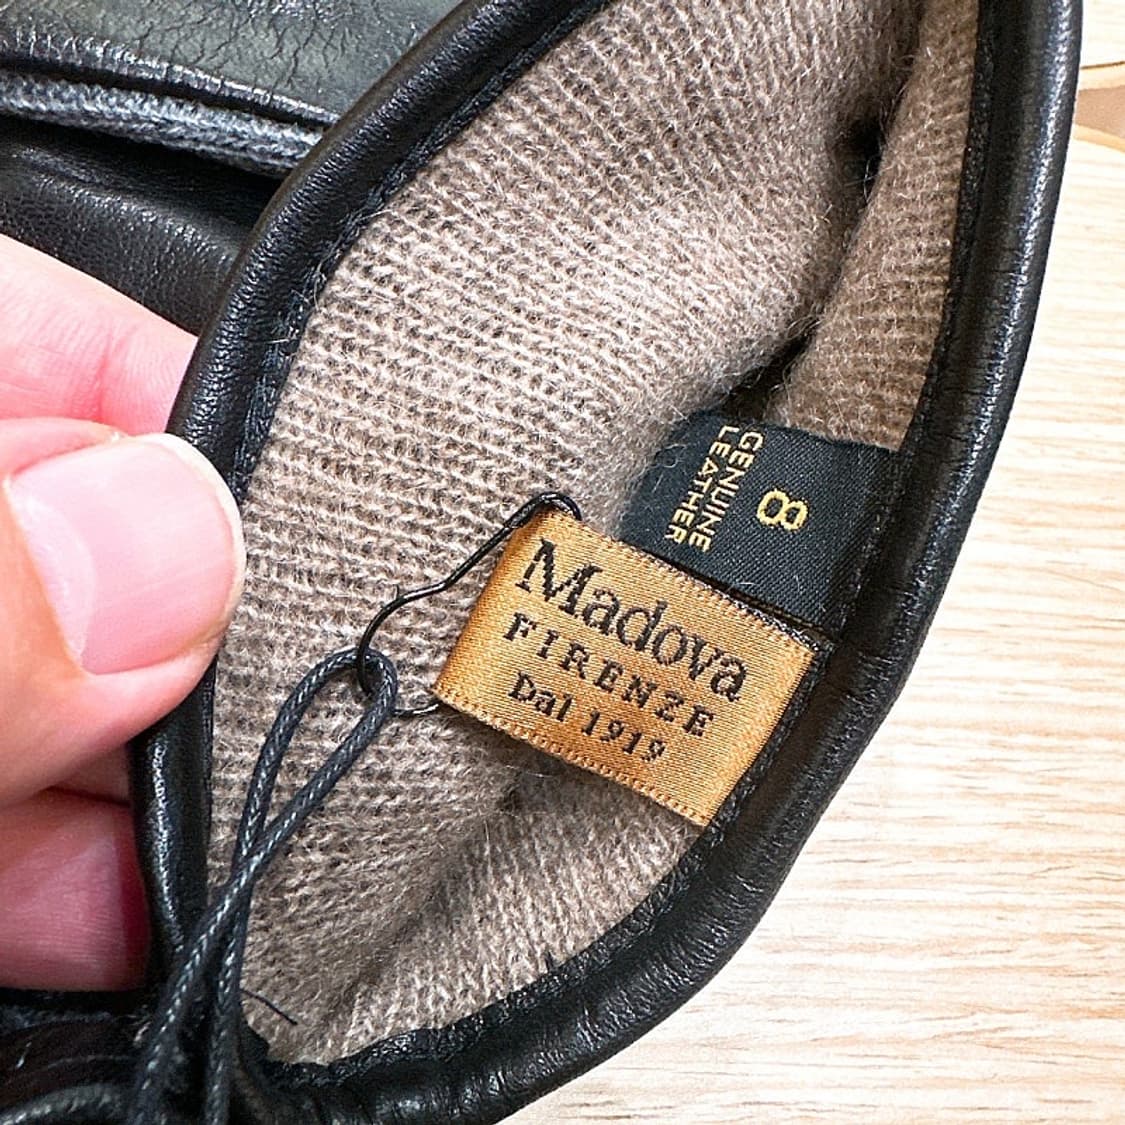 Madova
FIRENZE
Dal 1919
8
GENUINE
LEATHER